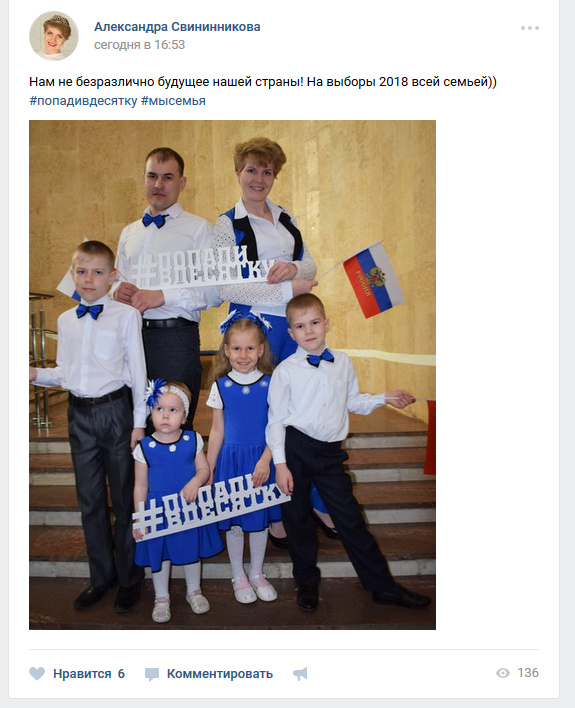 Александра Свининникова
сегодня в 16:53
Нам не безразлично будущее нашей страны! На выборы 2018 всей семьей))
#попадивдесятку #мысемья
#ПОПАДИ
ВДЕСЯТКУ
РОССИЯ
#ПОПАДИ
ВДЕСЯТКУ
Нравится 6
Комментировать
136